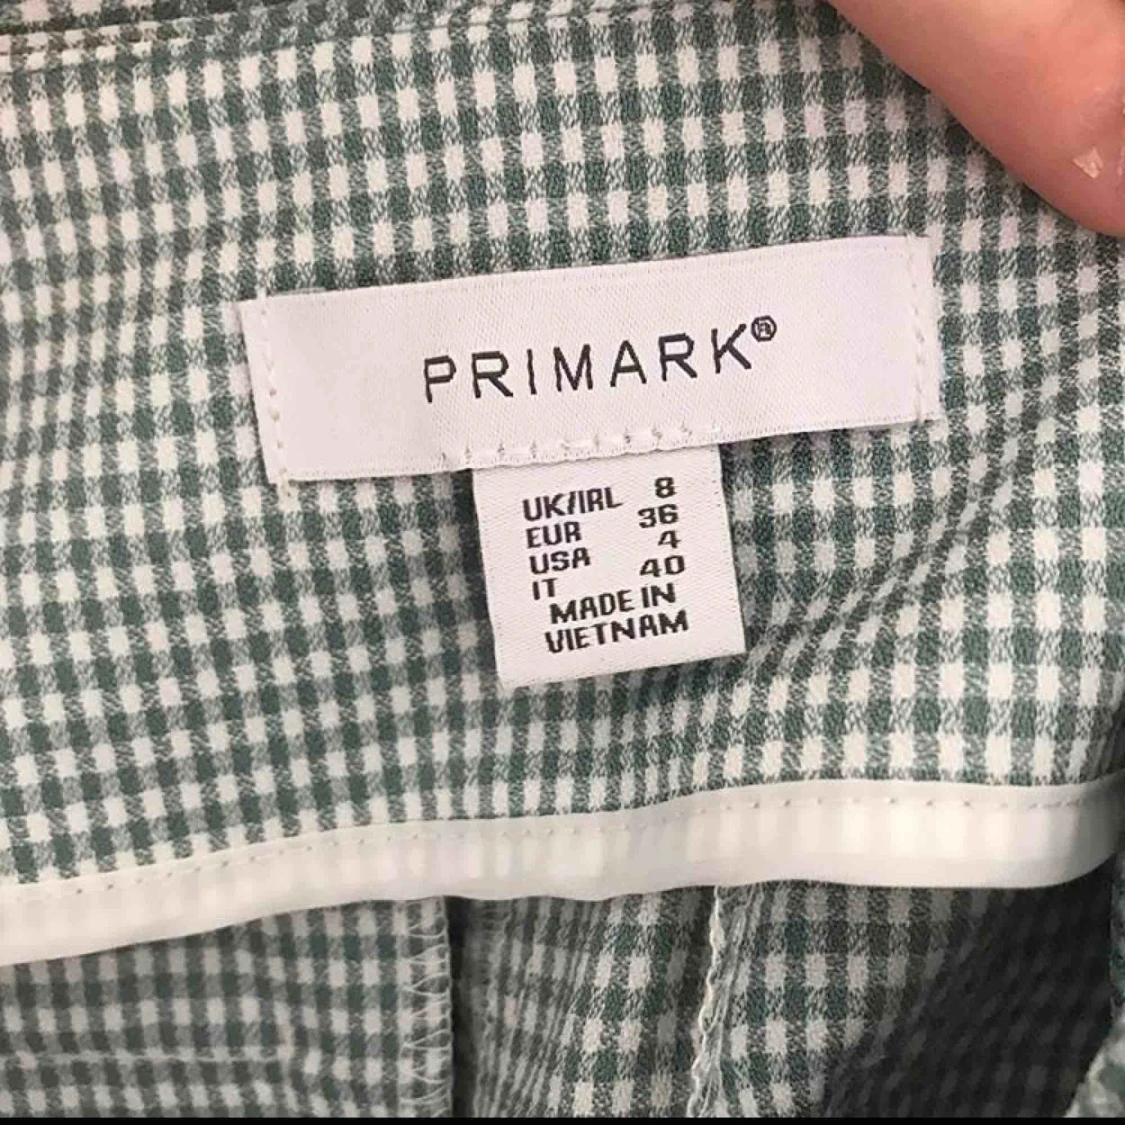 PRIMARK®
UK/IRL 8
EUR 36
USA 4
IT 40
MADE IN
VIETNAM